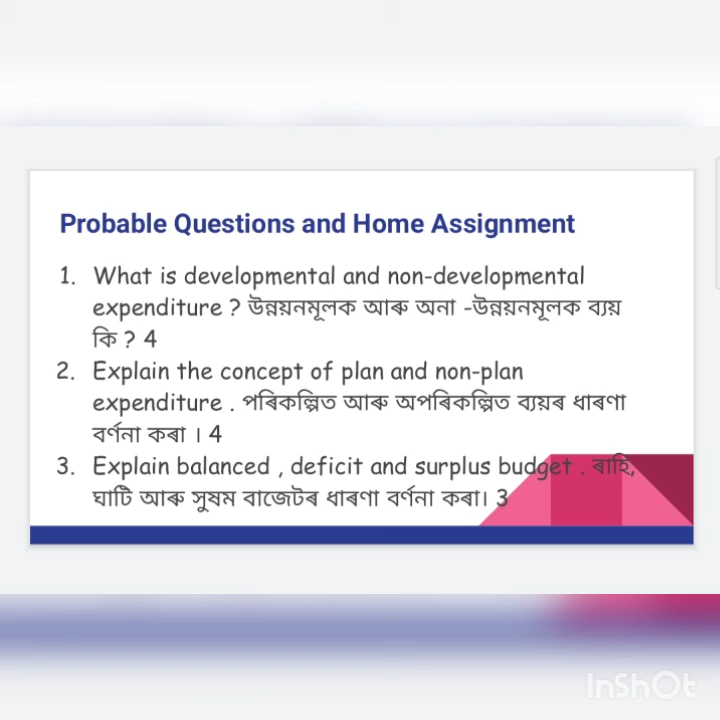 Probable Questions and Home Assignment
1. What is developmental and non-developmental
expenditure ? উন্নয়নমূলক আৰু অনা -উন্নয়নমূলক ব্যয়
কি ? 4
2. Explain the concept of plan and non-plan
expenditure . পৰিকল্পিত আৰু অপৰিকল্পিত ব্যয়ৰ ধাৰণা
বৰ্ণনা কৰা । 4
3. Explain balanced , deficit and surplus budget . ৰাহি,
ঘাটি আৰু সুষম বাজেটৰ ধাৰণা বৰ্ণনা কৰা। 3
InShOt